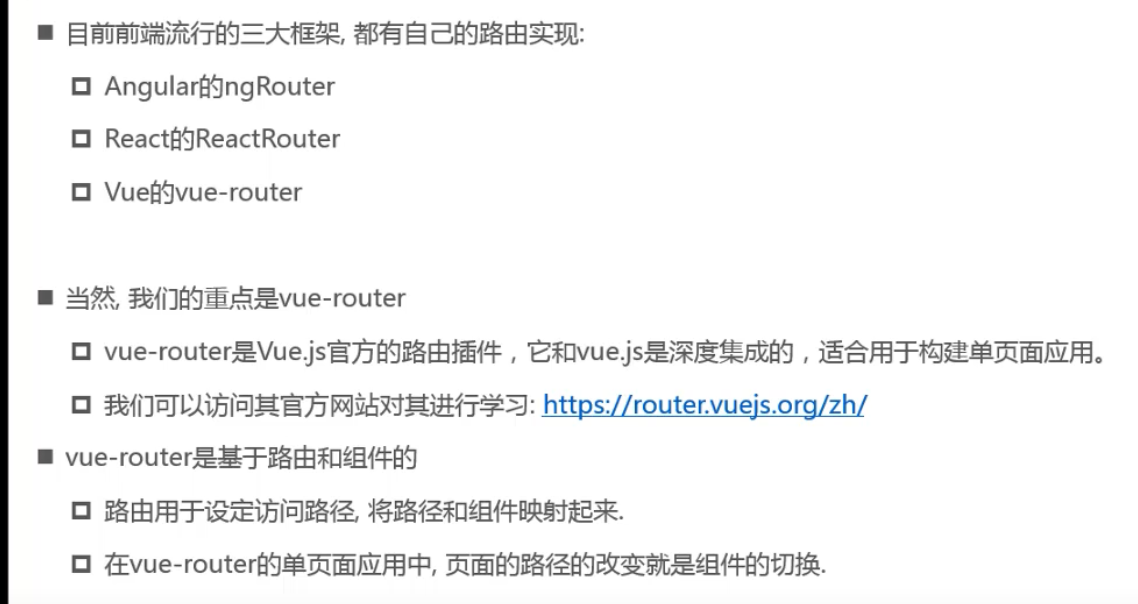 目前前端流行的三大框架, 都有自己的路由实现:
Angular的ngRouter
React的ReactRouter
Vue的vue-router
当然, 我们的重点是vue-router
vue-router是Vue.js官方的路由插件，它和vue.js是深度集成的，适合用于构建单页面应用。
我们可以访问其官方网站对其进行学习: https://router.vuejs.org/zh/
vue-router是基于路由和组件的
路由用于设定访问路径, 将路径和组件映射起来.
在vue-router的单页面应用中, 页面的路径的改变就是组件的切换.